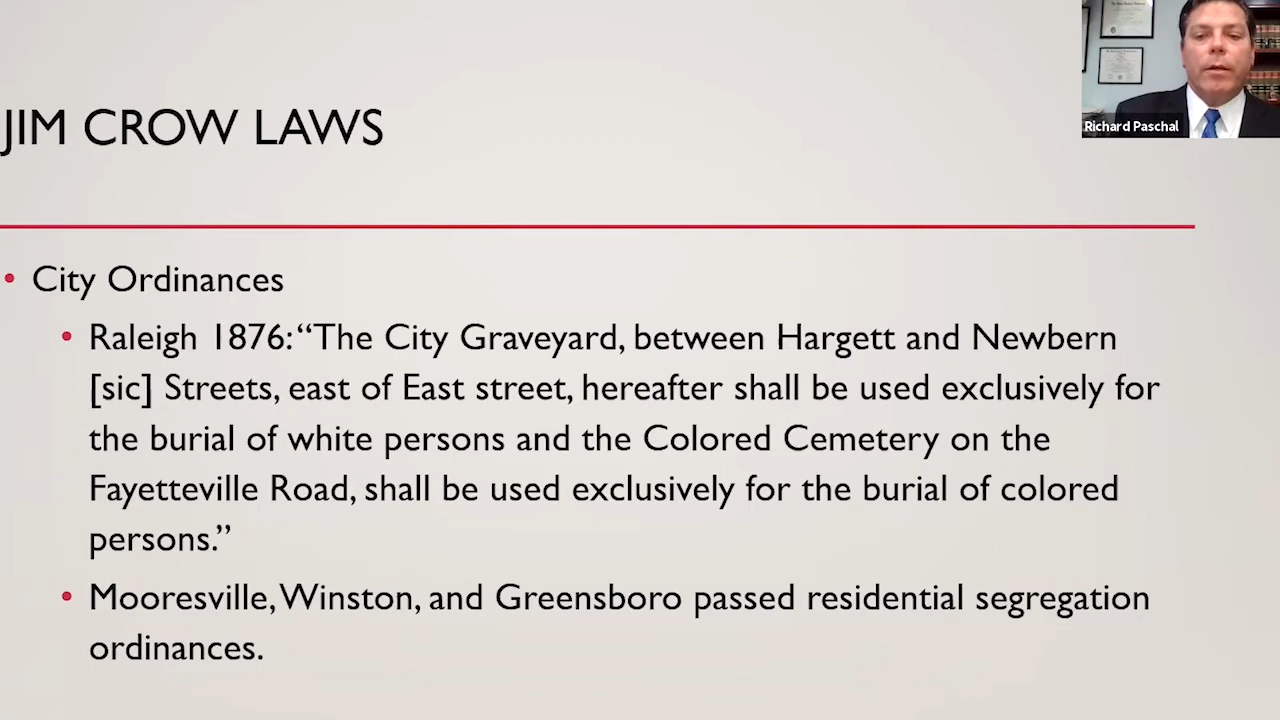 JIM CROW LAWS
Richard Paschal
• City Ordinances
• Raleigh 1876: “The City Graveyard, between Hargett and Newbern
[sic] Streets, east of East street, hereafter shall be used exclusively for
the burial of white persons and the Colored Cemetery on the
Fayetteville Road, shall be used exclusively for the burial of colored
persons.”
• Mooresville, Winston, and Greensboro passed residential segregation
ordinances.